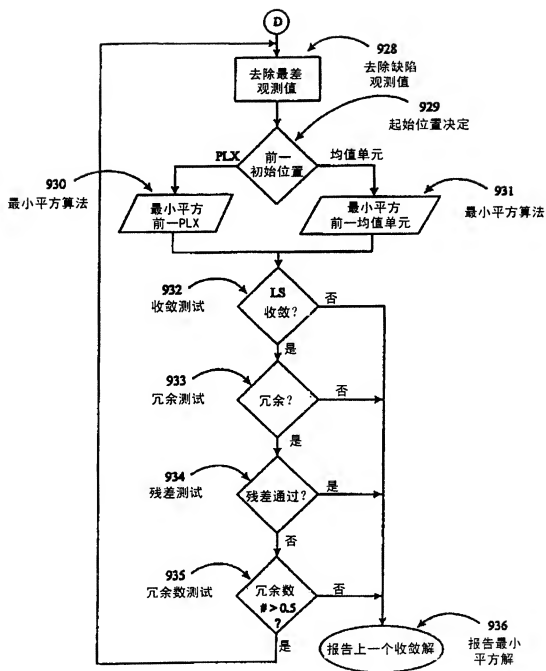 D
928
去除缺陷
观测值
去除最差
观测值
929
起始位置决定
PLX
前一
初始位置
均值单元
930
最小平方算法
最小平方
前一PLX
最小平方
前一均值单元
931
最小平方算法
932
收敛测试
LS
收敛?
否
是
933
冗余测试
冗余?
否
是
934
残差测试
残差通过?
是
否
935
冗余数测试
冗余数
#>0.5
?
否
是
报告上一个收敛解
936
报告最小
平方解